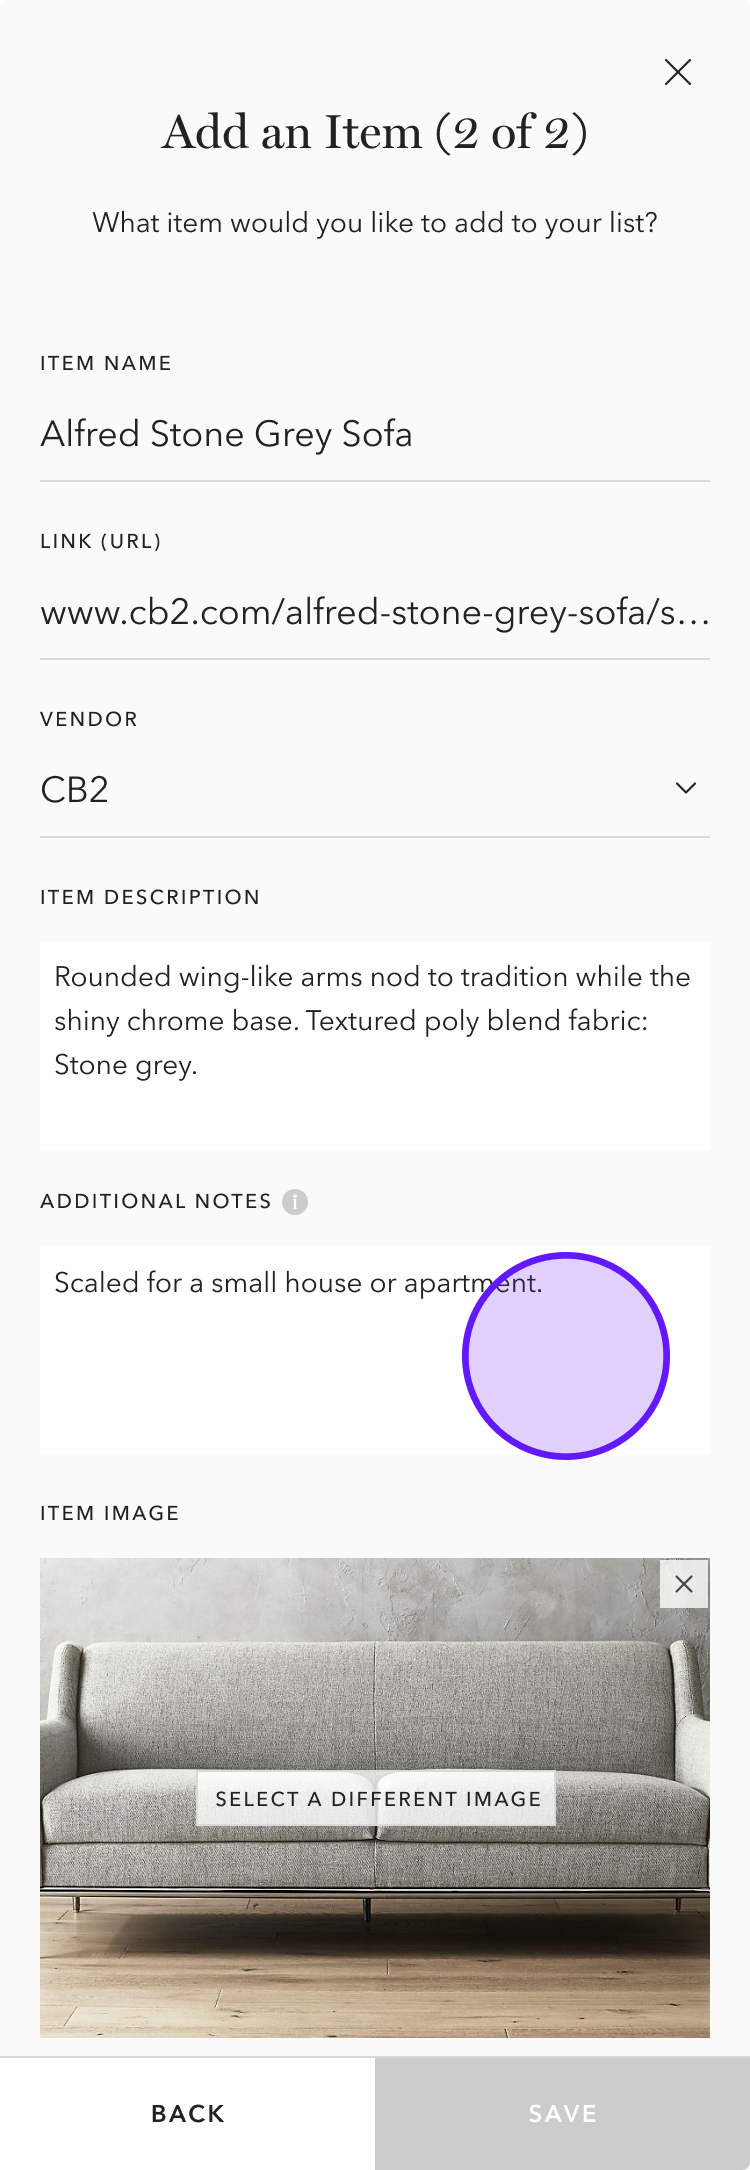 Add an Item (2 of 2)
What item would you like to add to your list?
ITEM NAME
Alfred Stone Grey Sofa
LINK (URL)
www.cb2.com/alfred-stone-grey-sofa/s...
VENDOR
CB2
ITEM DESCRIPTION
Rounded wing-like arms nod to tradition while the
shiny chrome base. Textured poly blend fabric:
Stone grey.
ADDITIONAL NOTES i
Scaled for a small house or apartment.
ITEM IMAGE
SELECT A DIFFERENT IMAGE
BACK SAVE